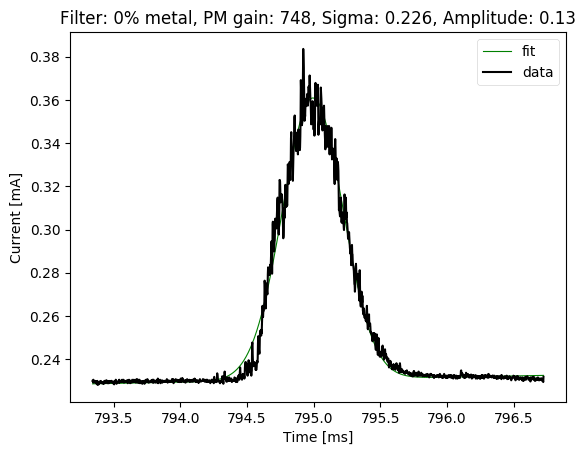 Filter: 0% metal, PM gain: 748, Sigma: 0.226, Amplitude: 0.13
fit
data
0.38
0.36
0.34
0.32
0.30
0.28
0.26
0.24
Current [mA]
793.5 794.0 794.5 795.0 795.5 796.0 796.5
Time [ms]